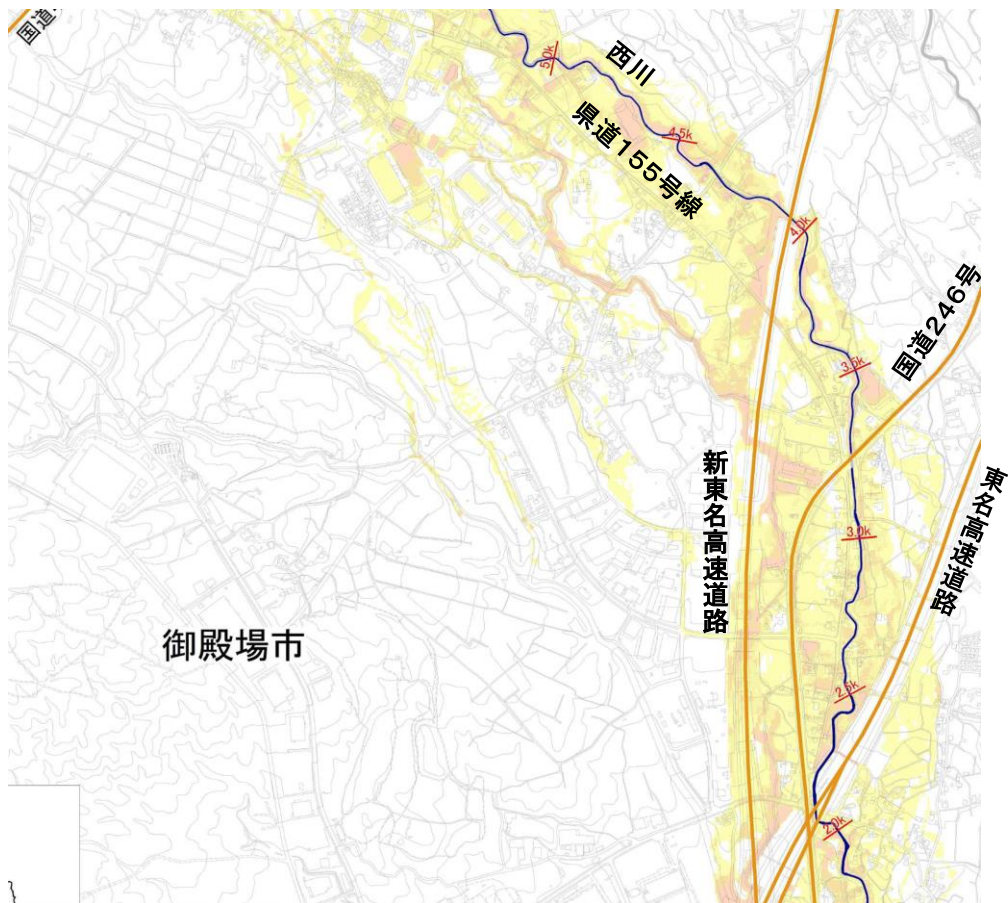 国道
西川
5.0k
4.5k
県道155号線
4.0k
国道246号
3.5k
新東名高速道路
東名高速道路
3.0k
御殿場市
2.5k
2.0k